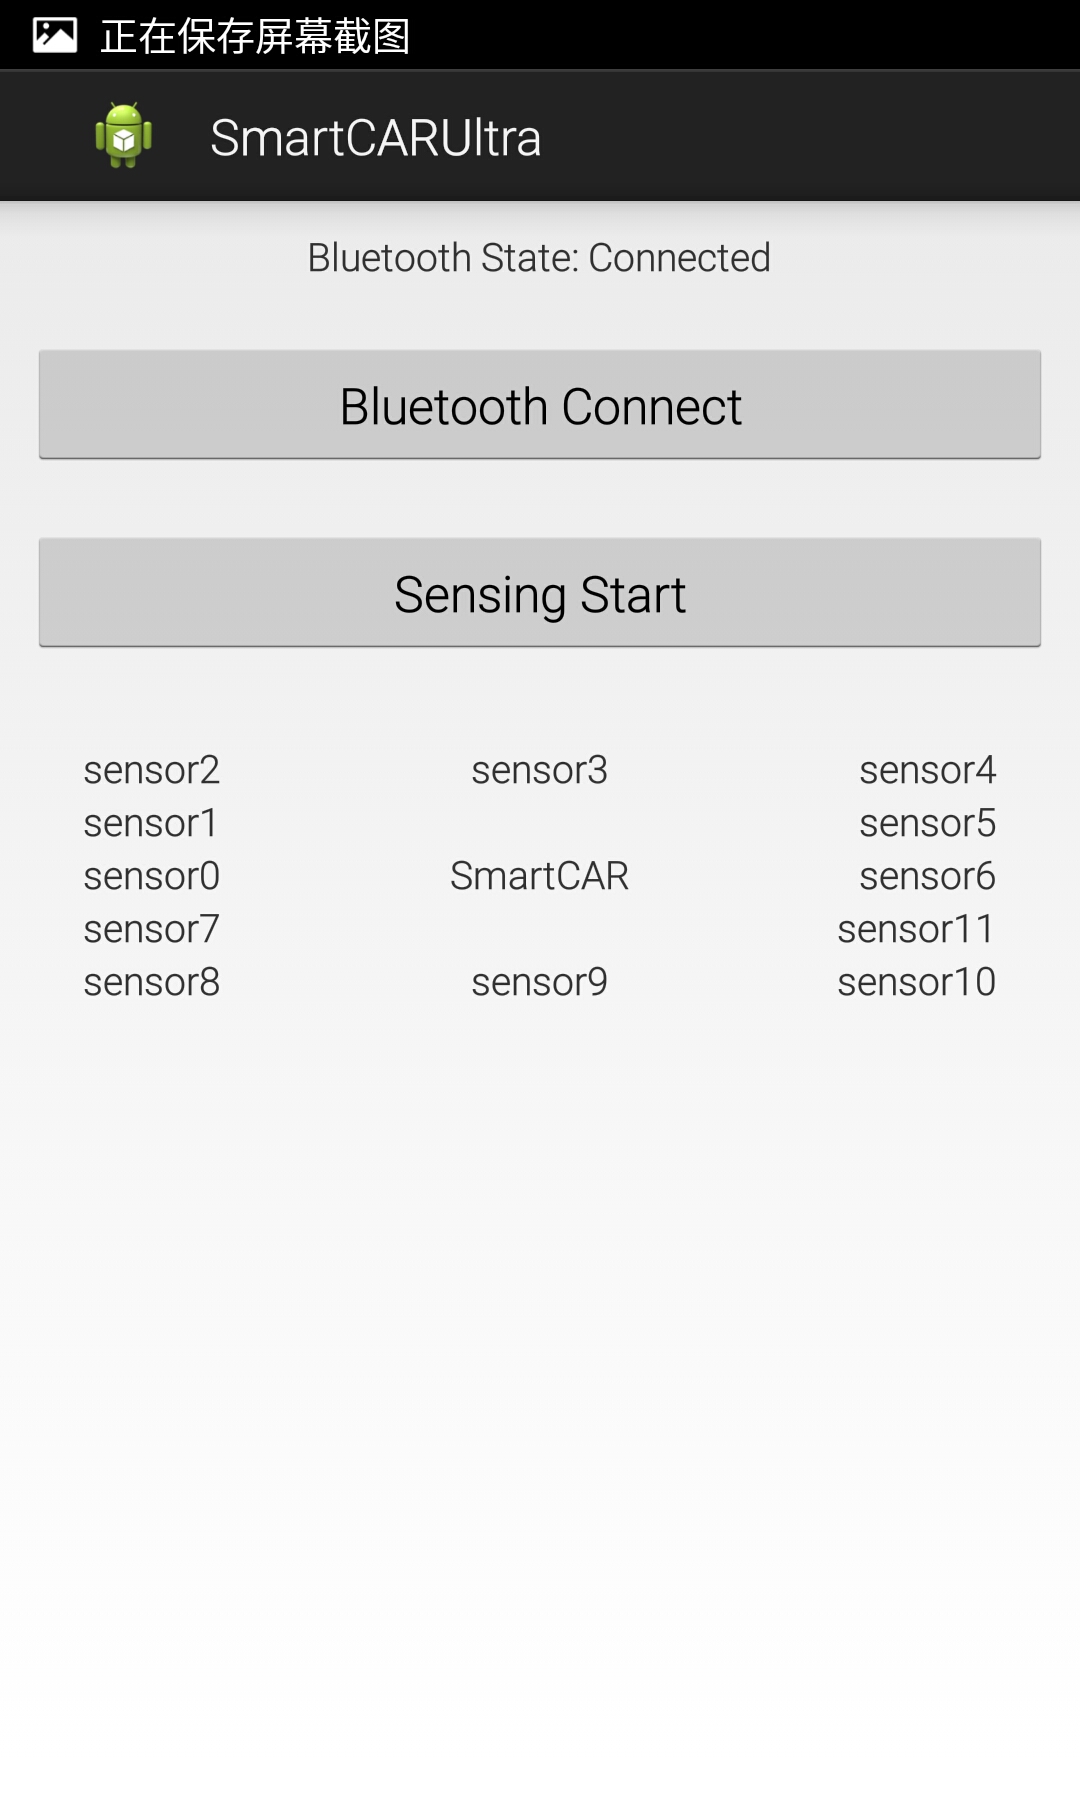 正在保存屏幕截图
SmartCARUltra
Bluetooth State: Connected
Bluetooth Connect
Sensing Start
sensor2 sensor3 sensor4
sensor1 sensor5
sensor0 SmartCAR sensor6
sensor7 sensor11
sensor8 sensor9 sensor10